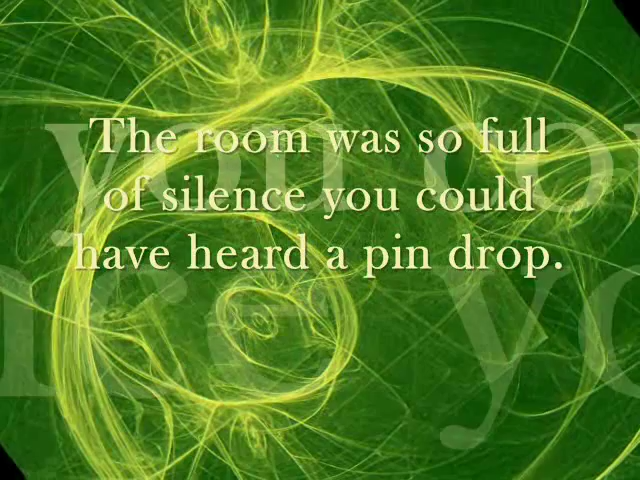 The room was so full
of silence you could
have heard a pin drop.